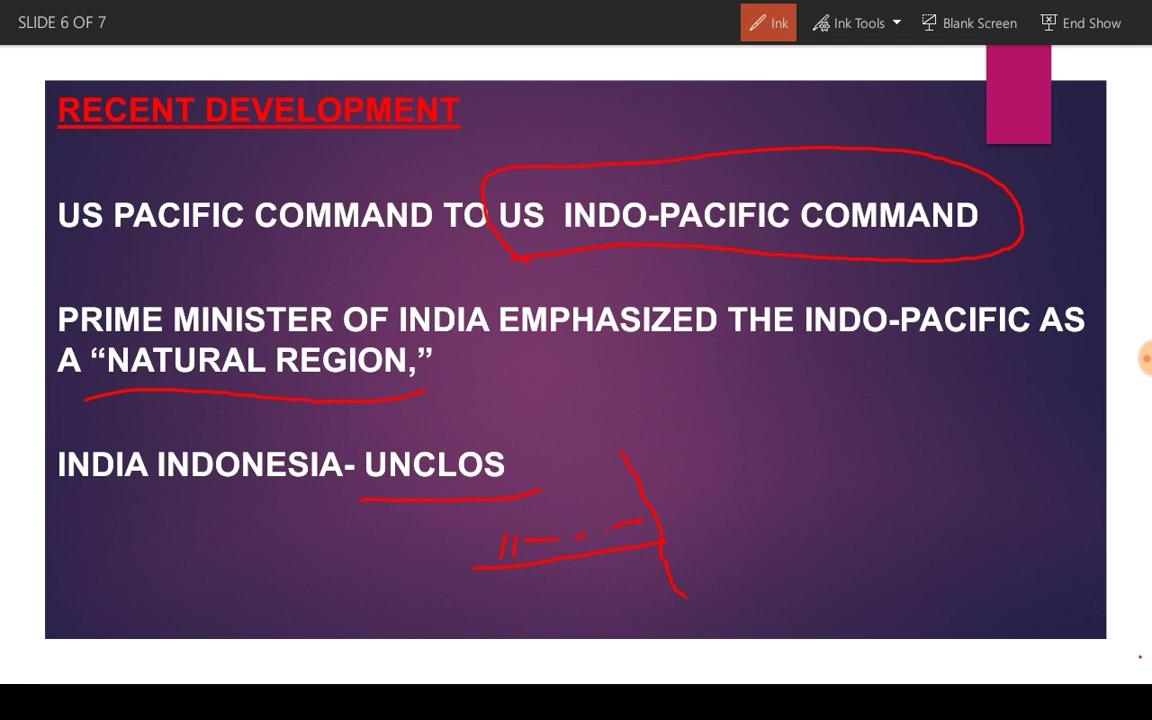 SLIDE 6 OF 7
Ink
Ink Tools
Blank Screen
End Show
RECENT DEVELOPMENT
US PACIFIC COMMAND TO US INDO-PACIFIC COMMAND
PRIME MINISTER OF INDIA EMPHASIZED THE INDO-PACIFIC AS
A “NATURAL REGION,”
INDIA INDONESIA- UNCLOS